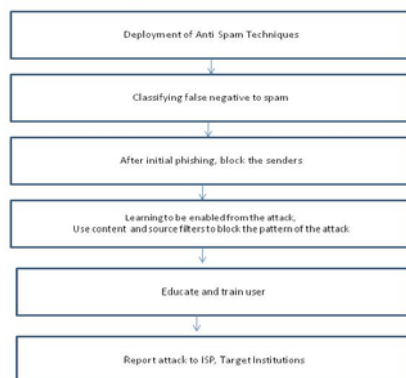 Deployment of Anti Spam Techniques
Classifying false negative to spam
After initial phishing, block the senders
Learning to be enabled from the attack,
Use content and source filters to block the pattern of the attack
Educate and train user
Report attack to ISP, Target Institutions